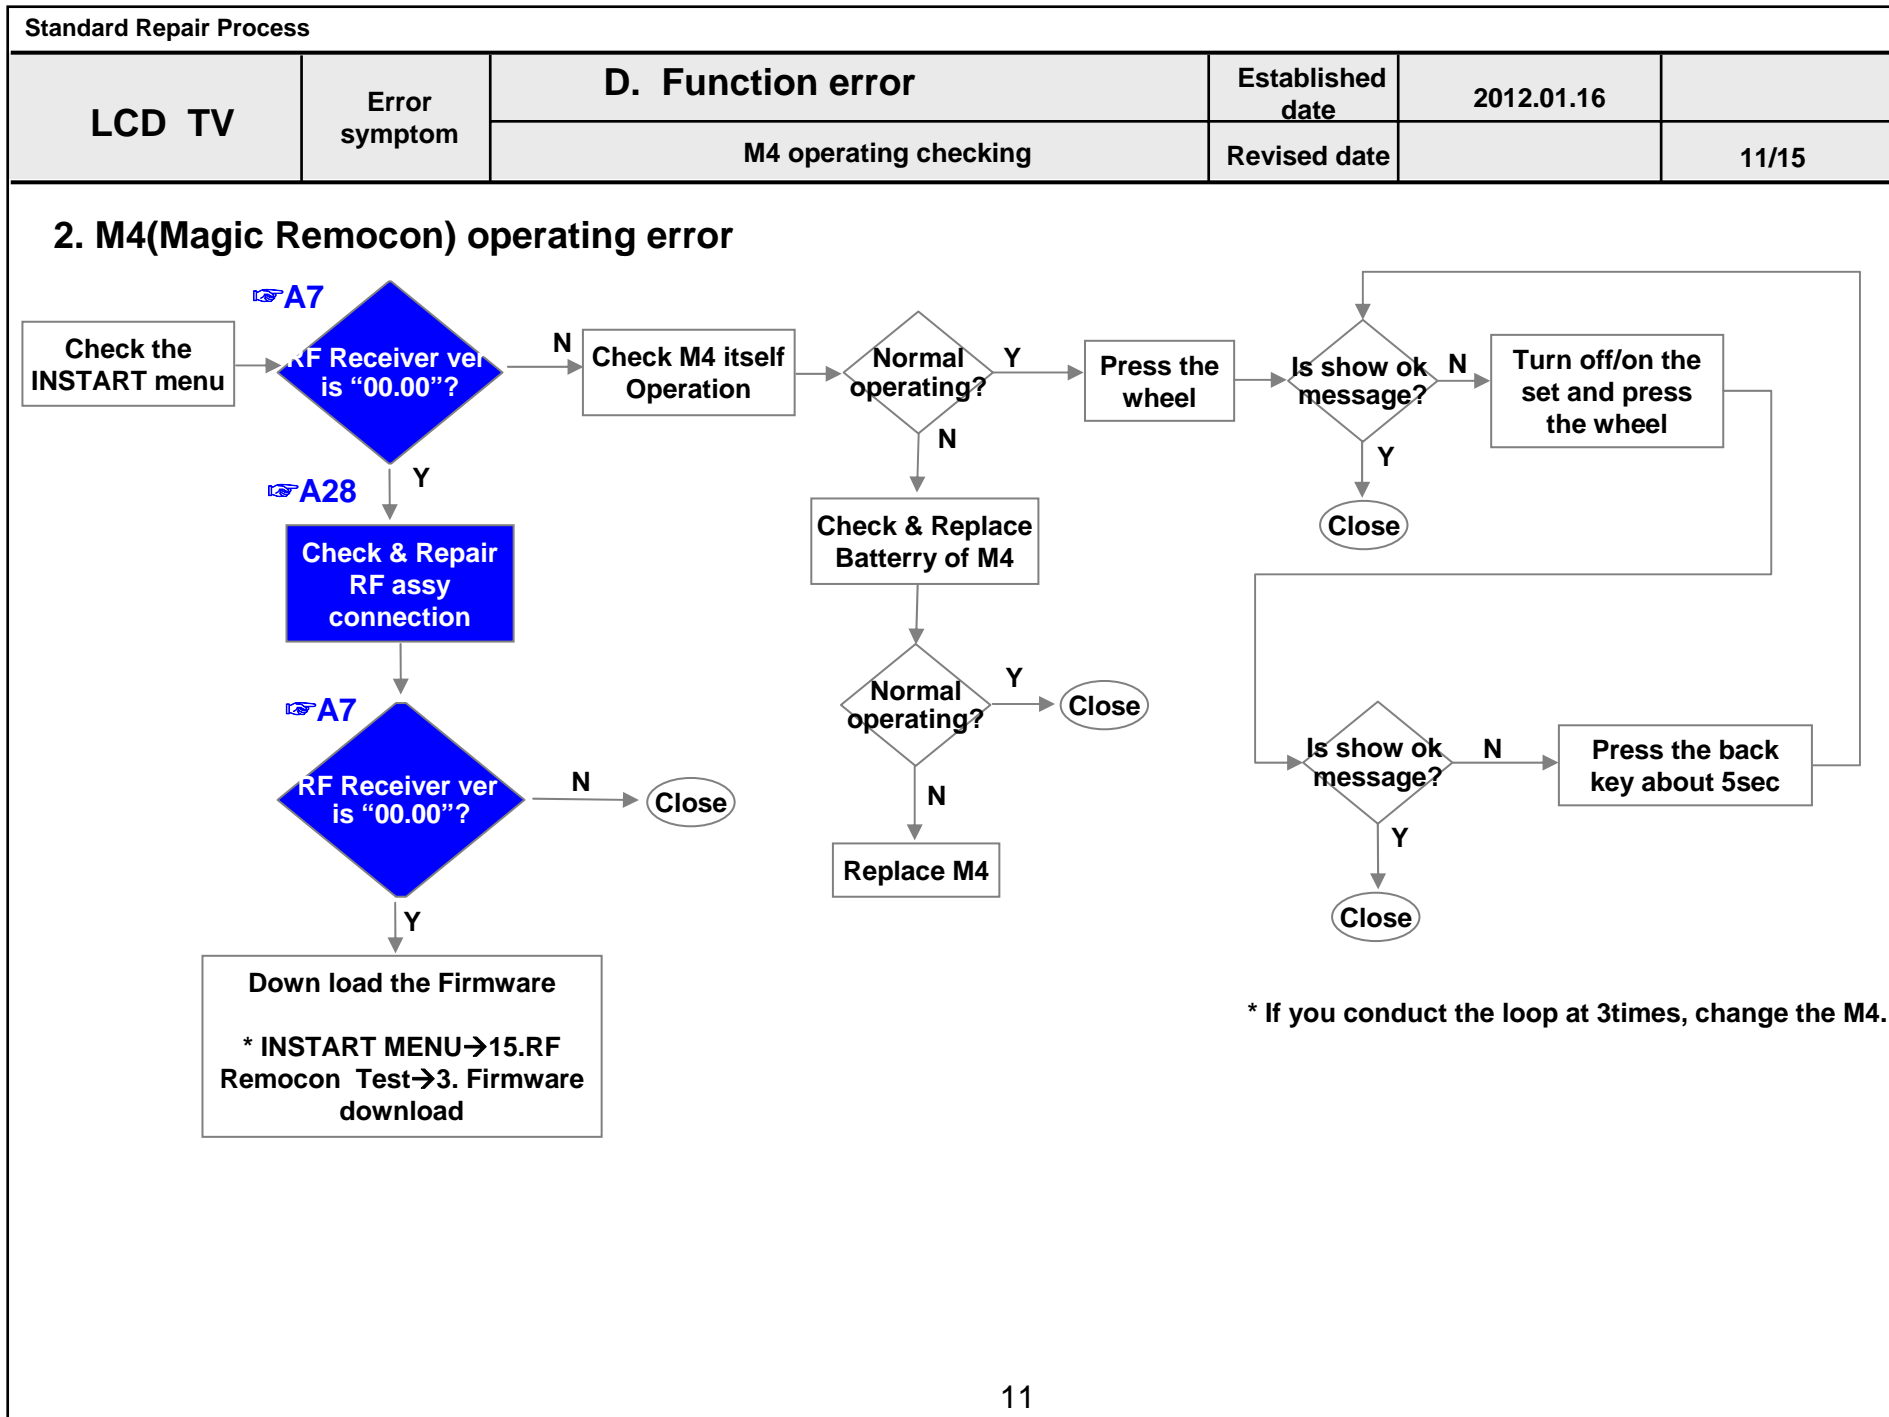 Standard Repair Process
LCD  TV
Error
symptom
D.  Function error
M4 operating checking
Established
date
2012.01.16
Revised date
11/15
2. M4(Magic Remocon) operating error
☞A7
Check the
INSTART menu
RF Receiver ver
is “00.00”?
N
Check M4 itself
Operation
Normal
operating?
Y
Press the
wheel
Is show ok
message?
N
Turn off/on the
set and press
the wheel
Y
☞A28
Check & Repair
RF assy
connection
N
Check & Replace
Batterry of M4
Y
Close
☞A7
RF Receiver ver
is “00.00”?
N
Close
Normal
operating?
Y
Close
N
Replace M4
Is show ok
message?
N
Press the back
key about 5sec
Y
Close
Y
Down load the Firmware
* INSTART MENU→15.RF
Remocon  Test→3. Firmware
download
* If you conduct the loop at 3times, change the M4.
11